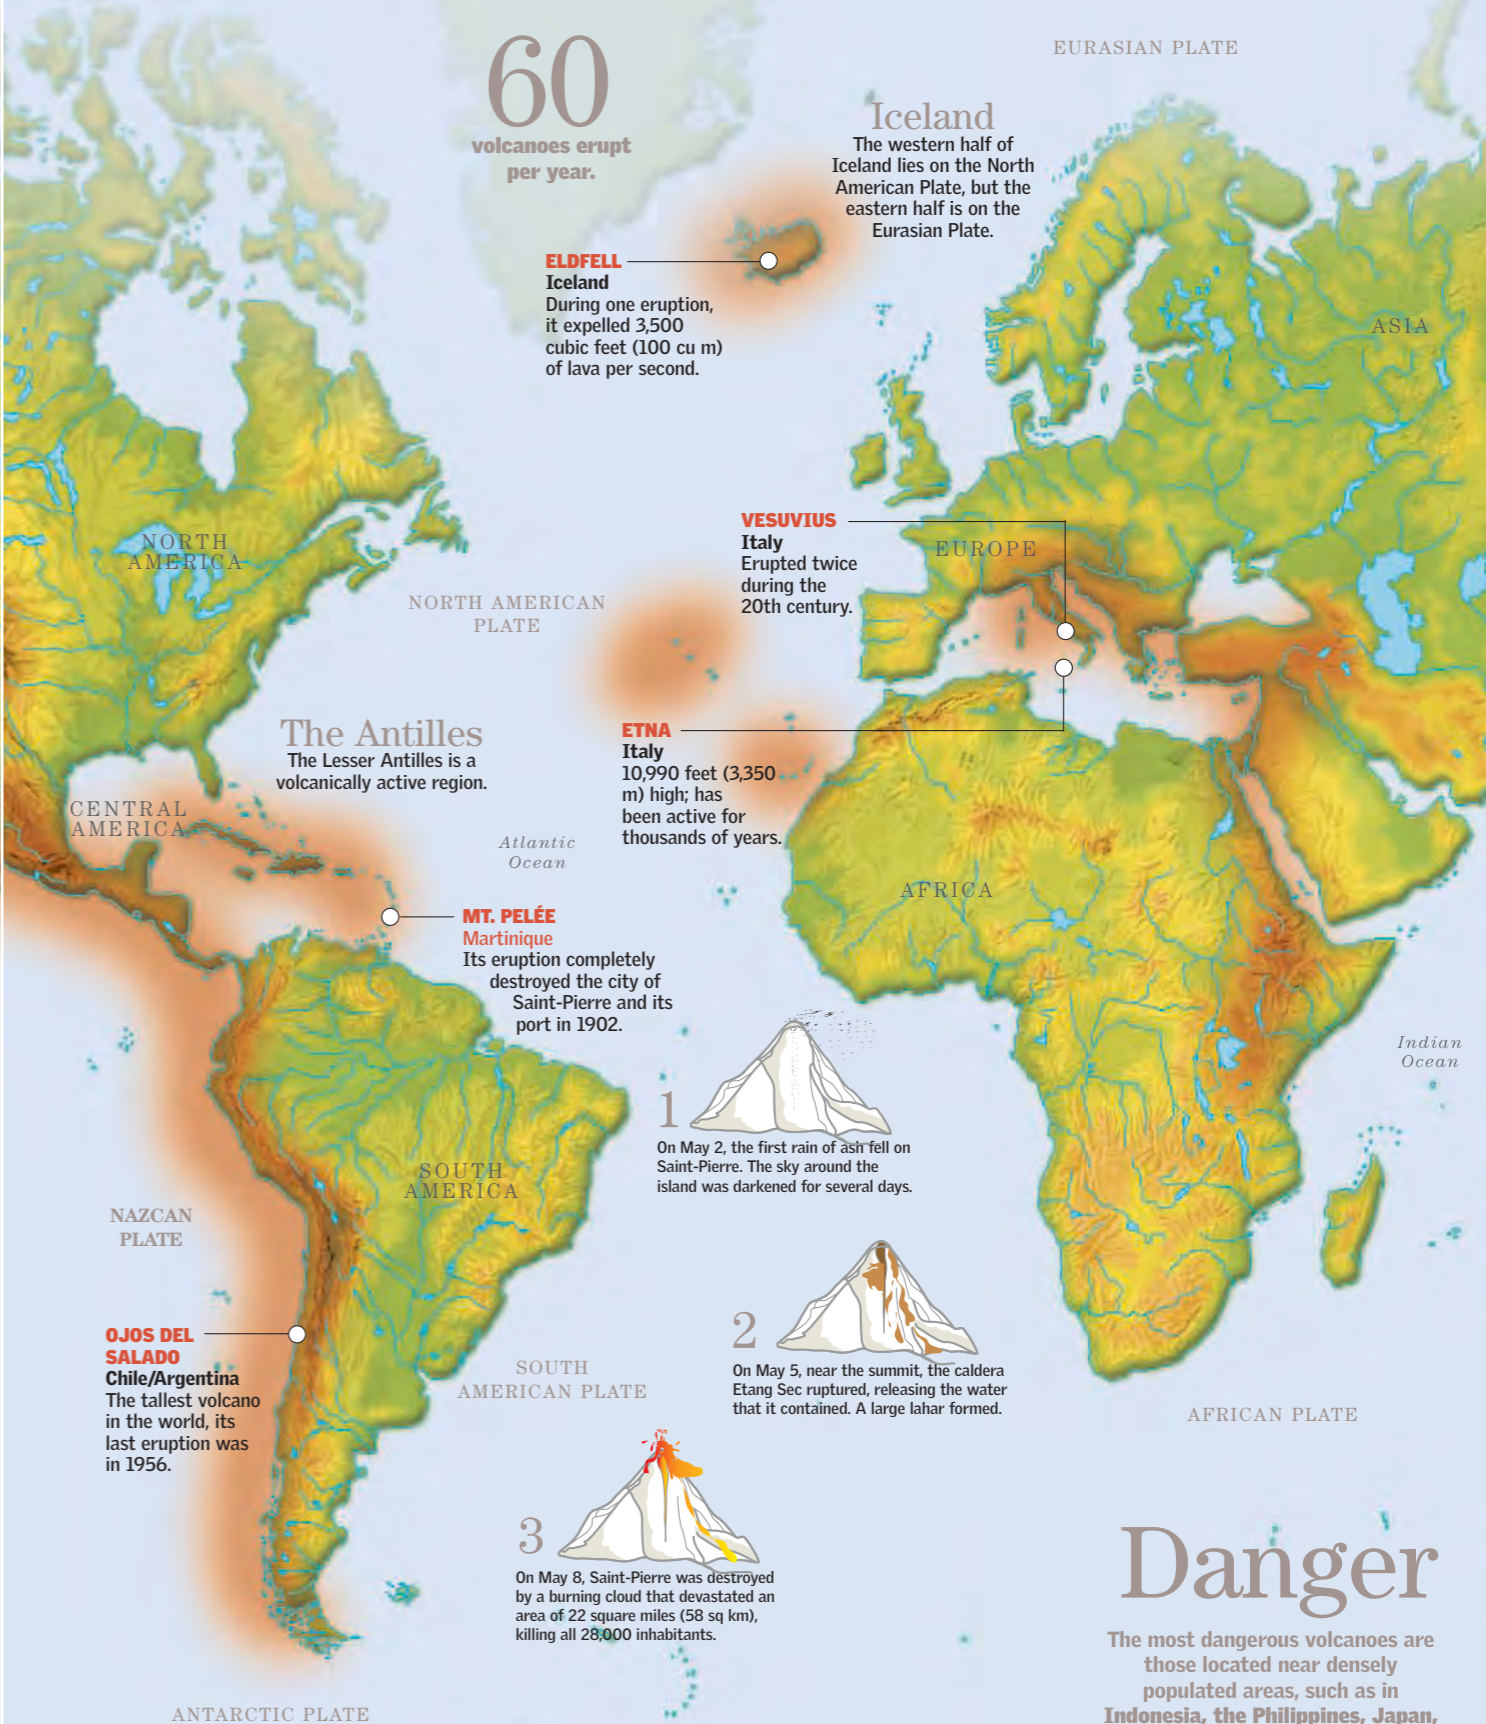 60
volcanoes erupt
per year.
EURASIAN PLATE
Iceland
The western half of
Iceland lies on the North
American Plate, but the
eastern half is on the
Eurasian Plate.
ELDFELL
Iceland
During one eruption,
it expelled 3,500
cubic feet (100 cu m)
of lava per second.
ASIA
VESUVIUS
Italy
Erupted twice
during the
20th century.
EUROPE
NORTH
AMERICA
NORTH AMERICAN
PLATE
The Antilles
The Lesser Antilles is a
volcanically active region.
ETNA
Italy
10,990 feet (3,350
m) high; has
been active for
thousands of years.
CENTRAL
AMERICA
Atlantic
Ocean
AFRICA
MT. PELÉE
Martinique
Its eruption completely
destroyed the city of
Saint-Pierre and its
port in 1902.
Indian
Ocean
1
On May 2, the first rain of ash fell on
Saint-Pierre. The sky around the
island was darkened for several days.
SOUTH
AMERICA
NAZCAN
PLATE
2
On May 5, near the summit, the caldera
Etang Sec ruptured, releasing the water
that it contained. A large lahar formed.
OJOS DEL
SALADO
Chile/Argentina
The tallest volcano
in the world, its
last eruption was
in 1956.
SOUTH
AMERICAN PLATE
AFRICAN PLATE
3
On May 8, Saint-Pierre was destroyed
by a burning cloud that devastated an
area of 22 square miles (58 sq km),
killing all 28,000 inhabitants.
Danger
The most dangerous volcanoes are
those located near densely
populated areas, such as in
Indonesia, the Philippines, Japan,
ANTARCTIC PLATE